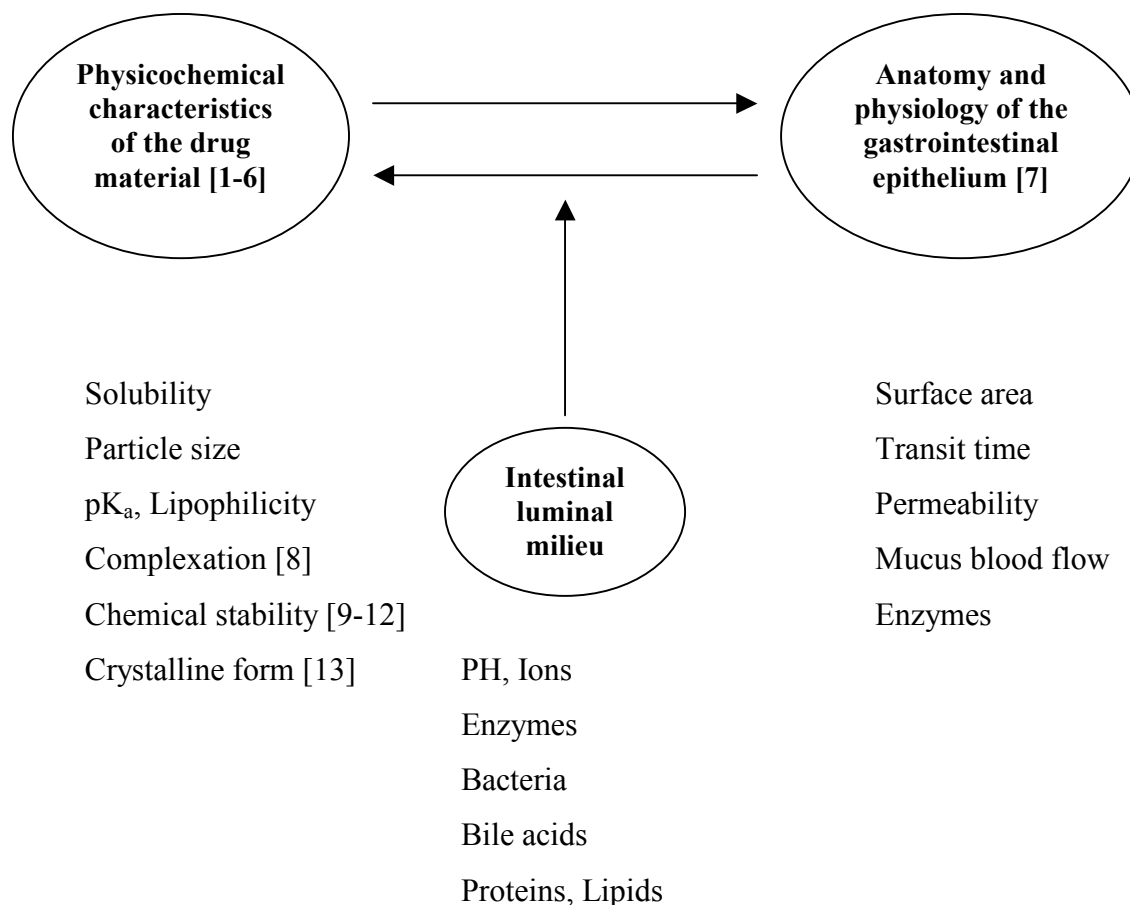 Physicochemical
characteristics
of the drug
material [1-6]
Anatomy and
physiology of the
gastrointestinal
epithelium [7]
Solubility
Particle size
pKa, Lipophilicity
Complexation [8]
Chemical stability [9-12]
Crystalline form [13]
Intestinal
luminal
milieu
PH, Ions
Enzymes
Bacteria
Bile acids
Proteins, Lipids
Surface area
Transit time
Permeability
Mucus blood flow
Enzymes